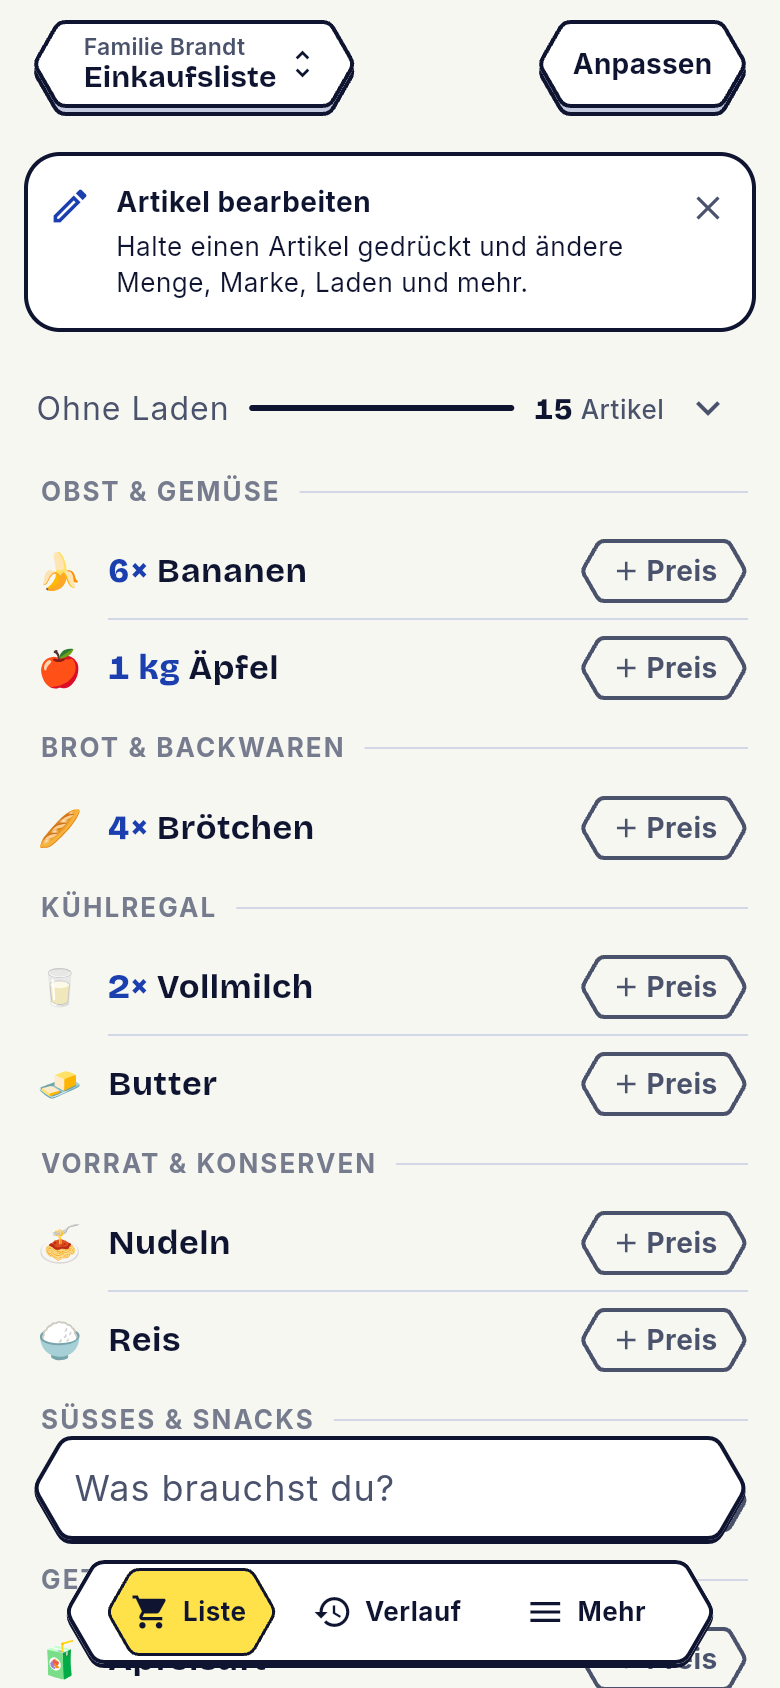 Familie Brandt
Einkaufsliste
Anpassen
Artikel bearbeiten
Halte einen Artikel gedrückt und ändere
Menge, Marke, Laden und mehr.
Ohne Laden 15 Artikel
OBST & GEMÜSE
6× Bananen + Preis
1 kg Äpfel + Preis
BROT & BACKWAREN
4× Brötchen + Preis
KÜHLREGAL
2× Vollmilch + Preis
Butter + Preis
VORRAT & KONSERVEN
Nudeln + Preis
Reis + Preis
SÜSSES & SNACKS
Was brauchst du?
Liste Verlauf Mehr